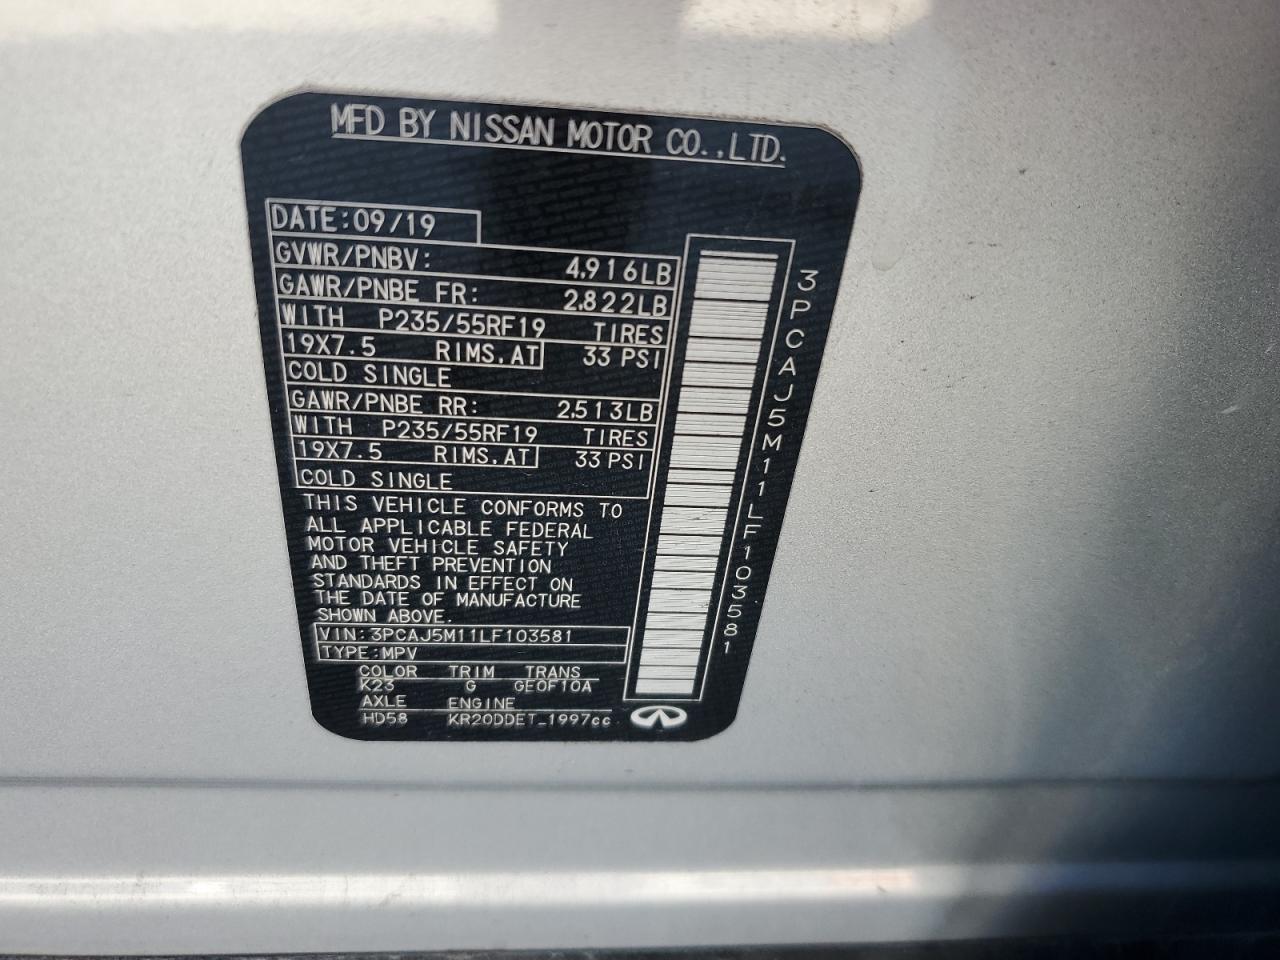 MFD BY NISSAN MOTOR CO.,LTD.
DATE:09/19
GVWR/PNBV: 4,916LB
GAWR/PNBE FR: 2,822LB
WITH P235/55RF19 TIRES
19X7.5 RIMS,AT 33 PSI
COLD SINGLE
GAWR/PNBE RR: 2,513LB
WITH P235/55RF19 TIRES
19X7.5 RIMS,AT 33 PSI
COLD SINGLE
THIS VEHICLE CONFORMS TO
ALL APPLICABLE FEDERAL
MOTOR VEHICLE SAFETY
AND THEFT PREVENTION
STANDARDS IN EFFECT ON
THE DATE OF MANUFACTURE
SHOWN ABOVE.
VIN:3PCAJ5M11LF103581
TYPE:MPV
COLOR TRIM TRANS
K23 G GE0F10A
AXLE ENGINE
HD58 KR20DDET_1997cc
3PCAJ5M11LF103581